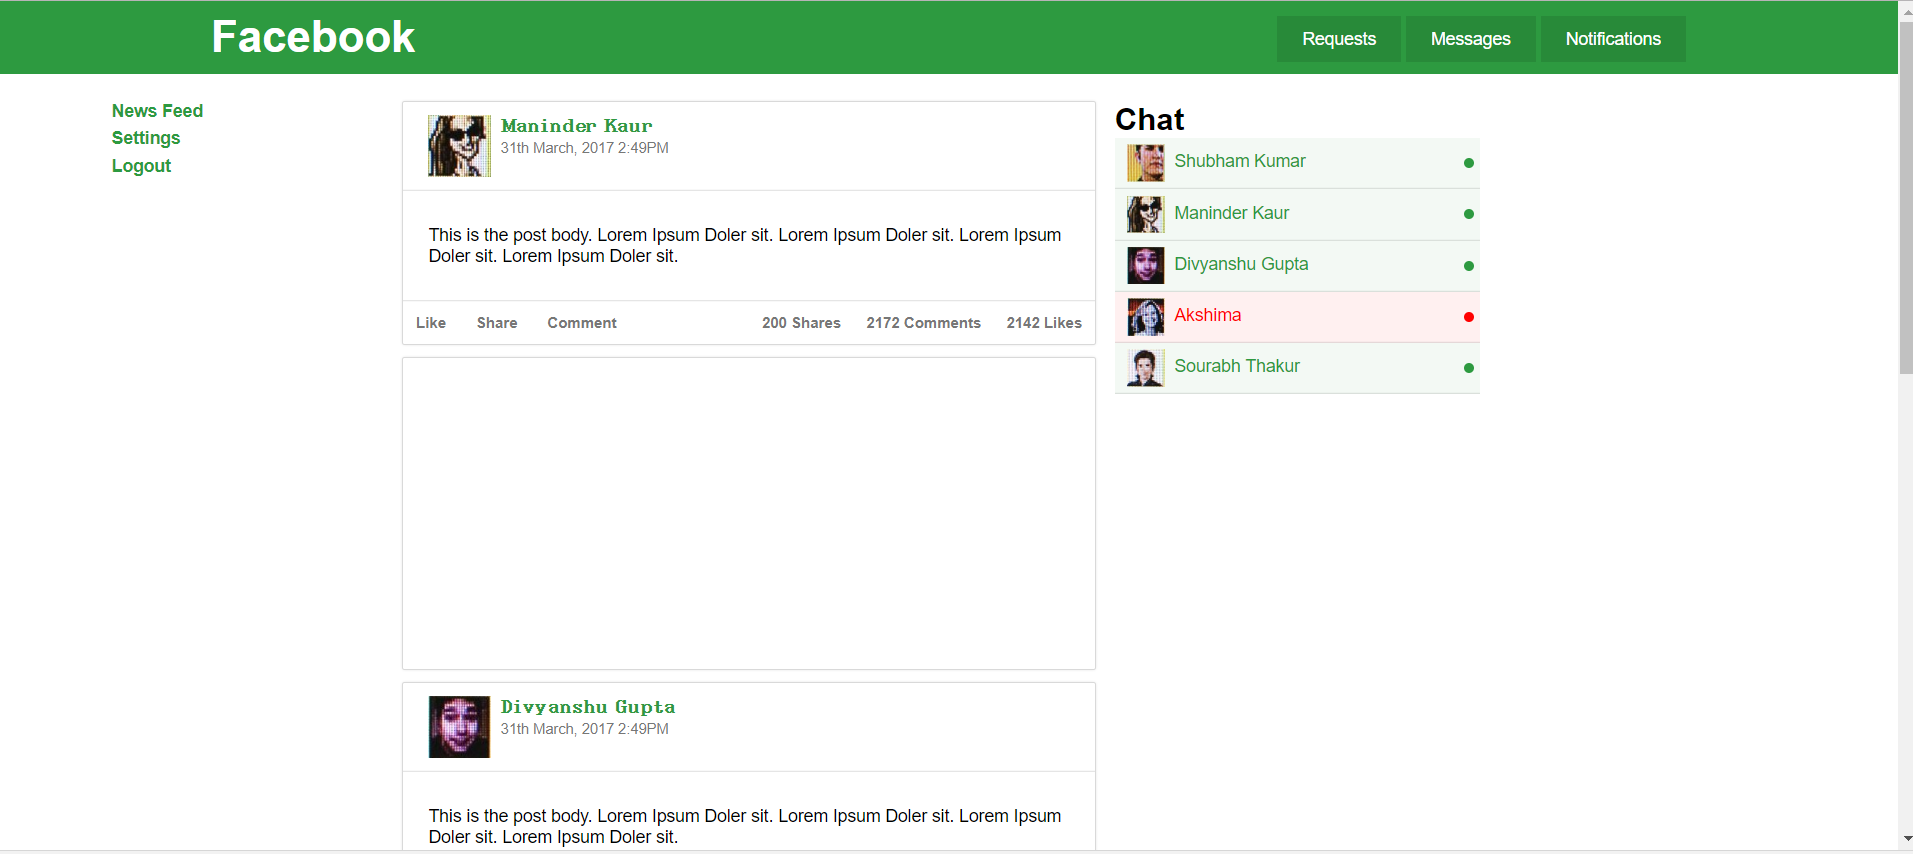 Facebook
Requests
Messages
Notifications
News Feed
Settings
Logout
Maninder Kaur
31th March, 2017 2:49PM
This is the post body. Lorem Ipsum Doler sit. Lorem Ipsum Doler sit. Lorem Ipsum
Doler sit. Lorem Ipsum Doler sit.
Like
Share
Comment
200 Shares
2172 Comments
2142 Likes
Divyanshu Gupta
31th March, 2017 2:49PM
This is the post body. Lorem Ipsum Doler sit. Lorem Ipsum Doler sit. Lorem Ipsum
Doler sit. Lorem Ipsum Doler sit.
Chat
Shubham Kumar
Maninder Kaur
Divyanshu Gupta
Akshima
Sourabh Thakur